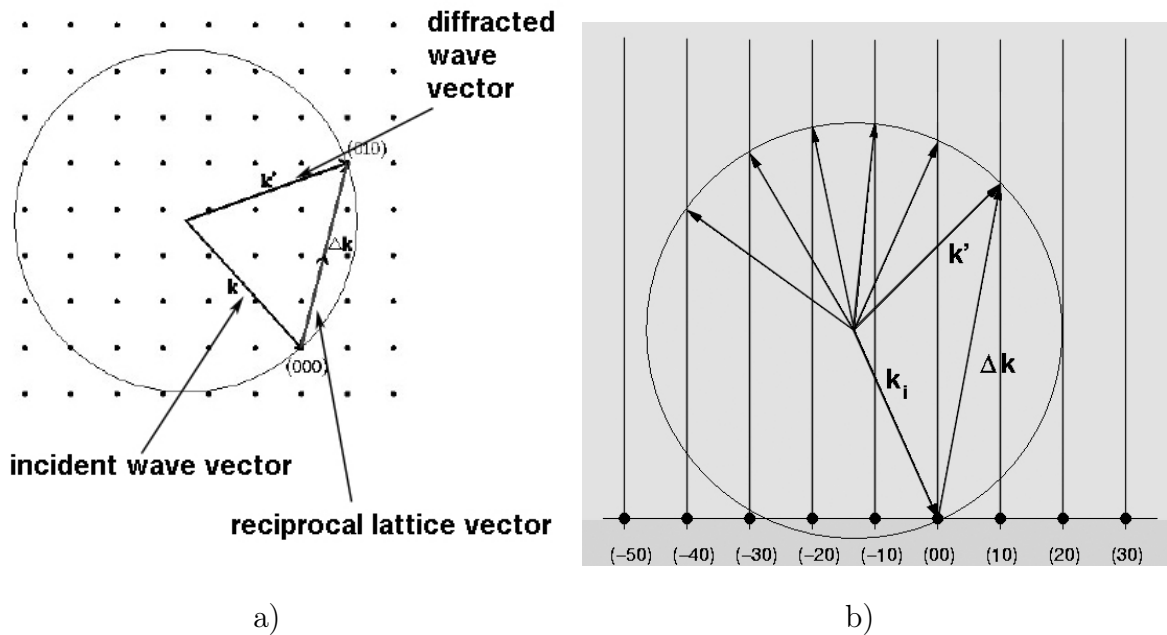 diffracted
wave
vector
(010)
k'
Δk
k
(000)
incident wave vector
reciprocal lattice vector
a)
k'
Δk
k_i
(−50) (−40) (−30) (−20) (−10) (00) (10) (20) (30)
b)